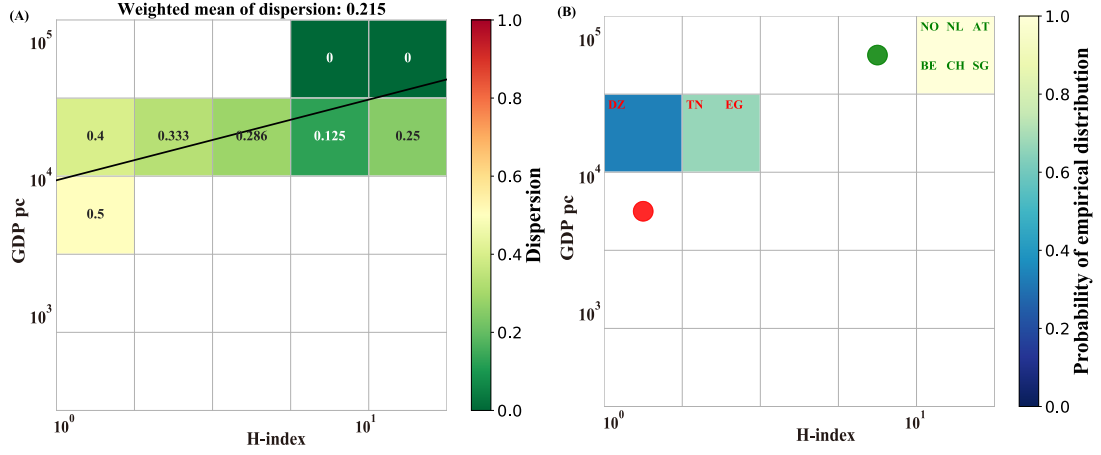 (A)
Weighted mean of dispersion: 0.215
10^5
10^4
10^3
GDP pc
0
0
0.4
0.333
0.286
0.125
0.25
0.5
10^0
10^1
H-index
1.0
0.8
0.6
0.4
0.2
0.0
Dispersion
(B)
10^5
10^4
10^3
GDP pc
NO NL AT
BE CH SG
DZ
TN EG
10^0
10^1
H-index
1.0
0.8
0.6
0.4
0.2
0.0
Probability of empirical distribution